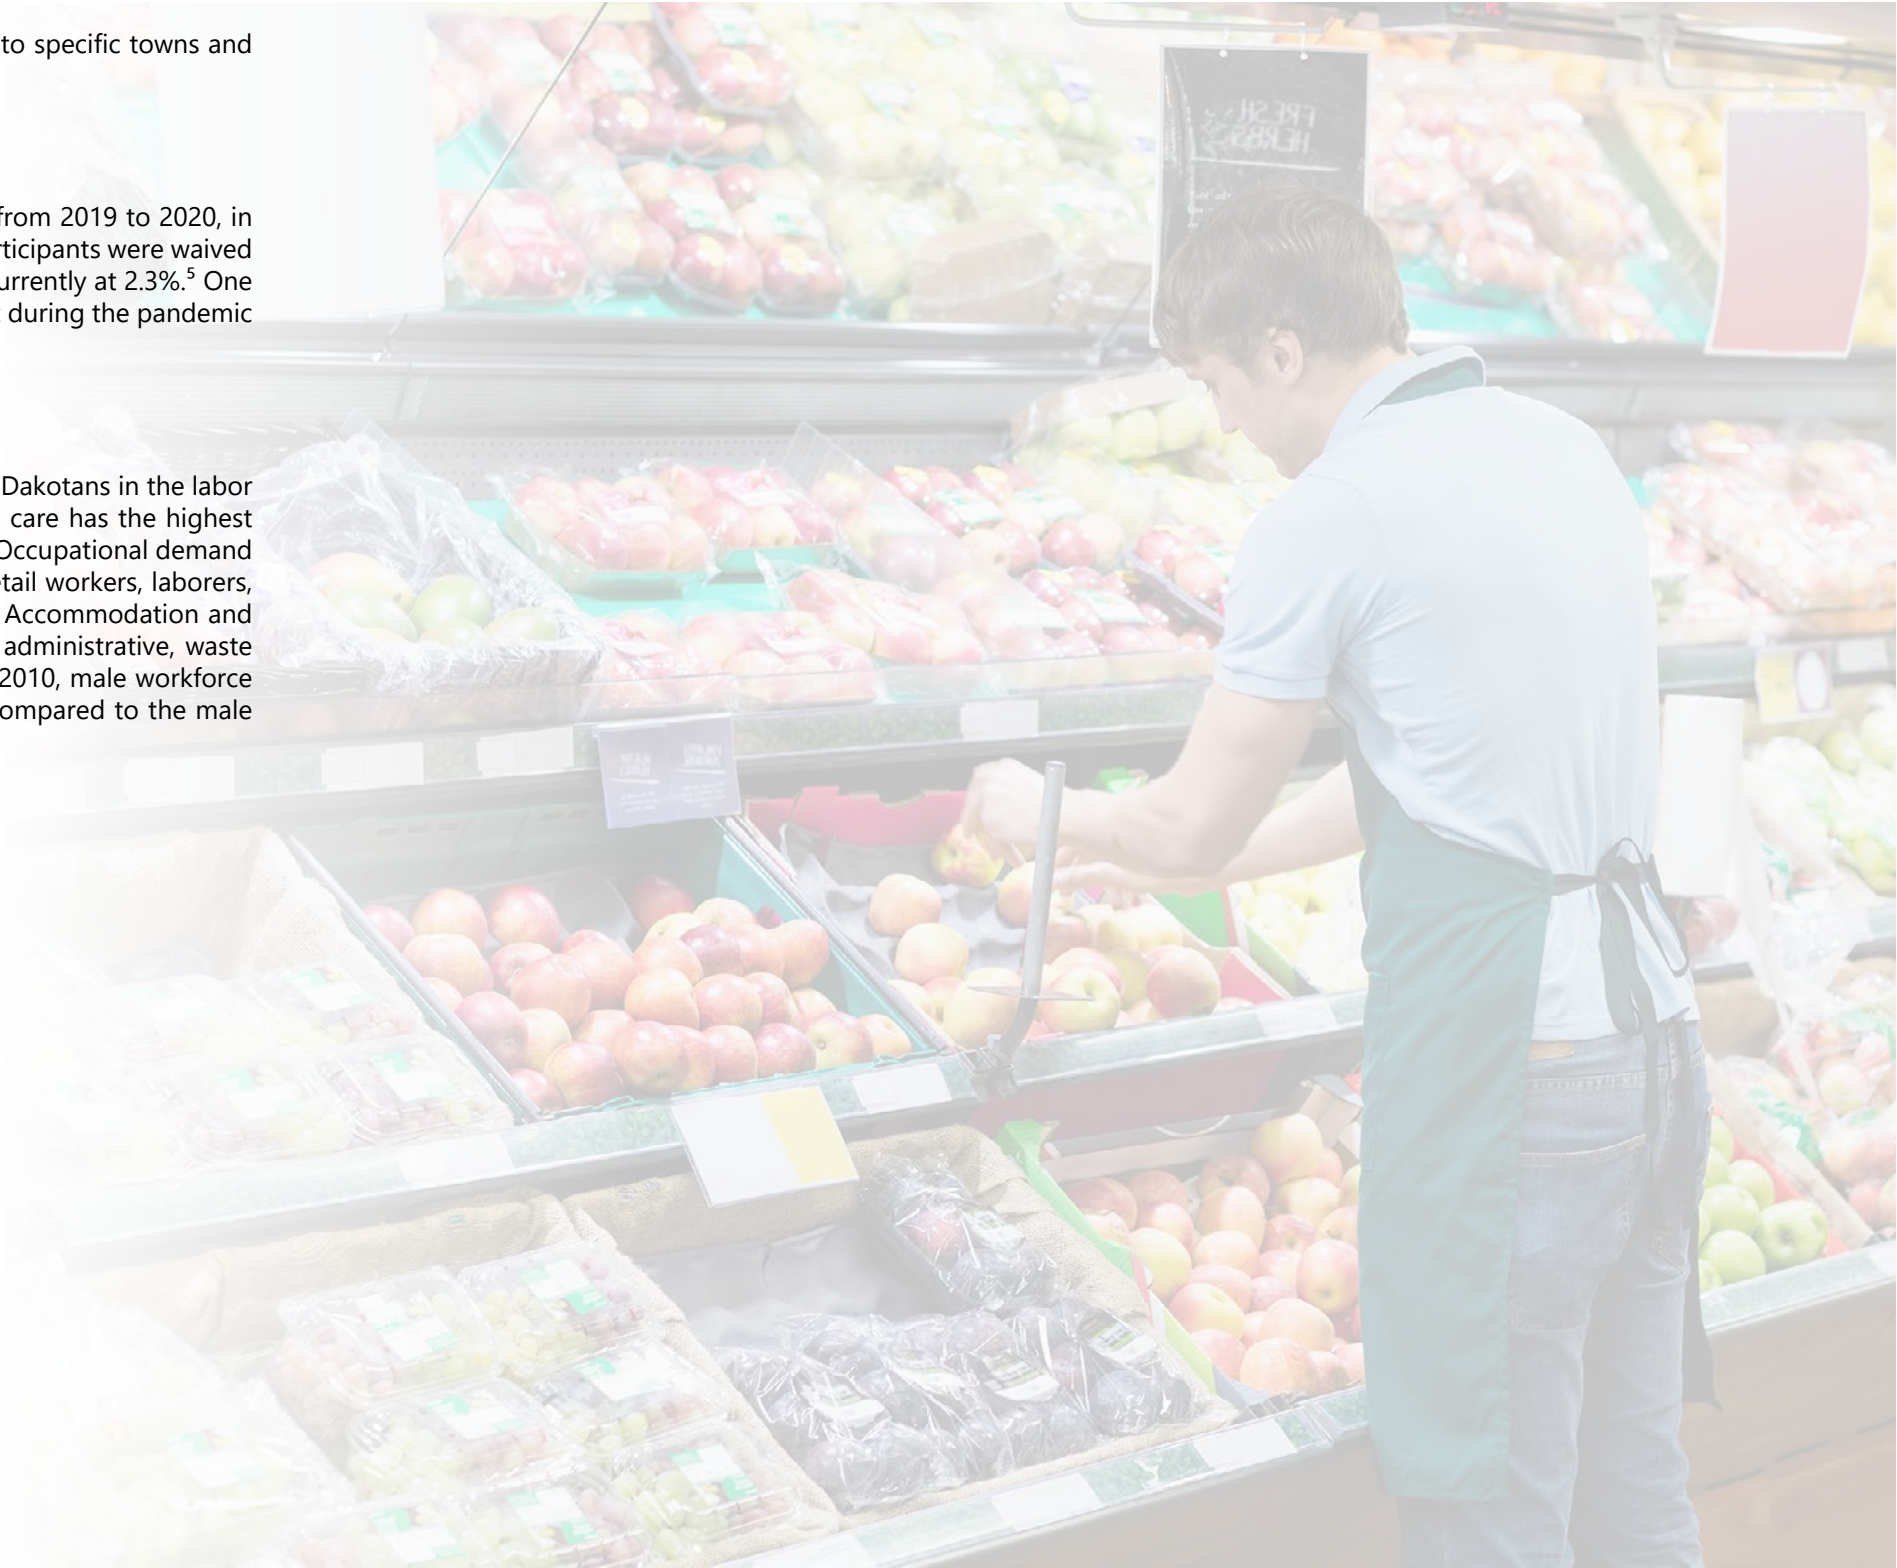 to specific towns and
from 2019 to 2020, in
rticipants were waived
urrently at 2.3%.⁵ One
during the pandemic
Dakotans in the labor
care has the highest
Occupational demand
tail workers, laborers,
Accommodation and
administrative, waste
2010, male workforce
ompared to the male
FRESH
HERBS